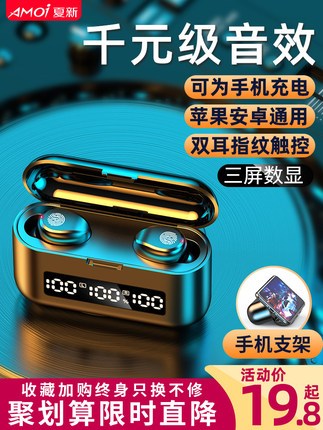 AMOI 夏新
千元级音效
可为手机充电
苹果安卓通用
双耳指纹触控
三屏数显
100 100 100
手机支架
收藏加购终身只换不修
聚划算限时直降
活动价
19.8起